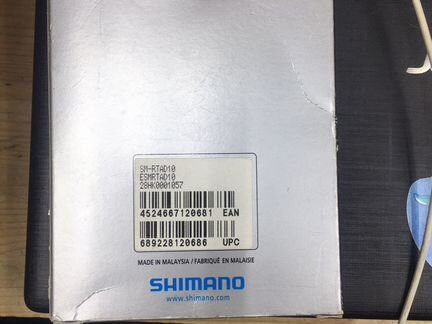 SM-RTAD10
ESMRTAD10
28HK0001057
4524667120681 EAN
689228120686 UPC
MADE IN MALAYSIA / FABRIQUÉ EN MALAISIE
SHIMANO
www.shimano.com